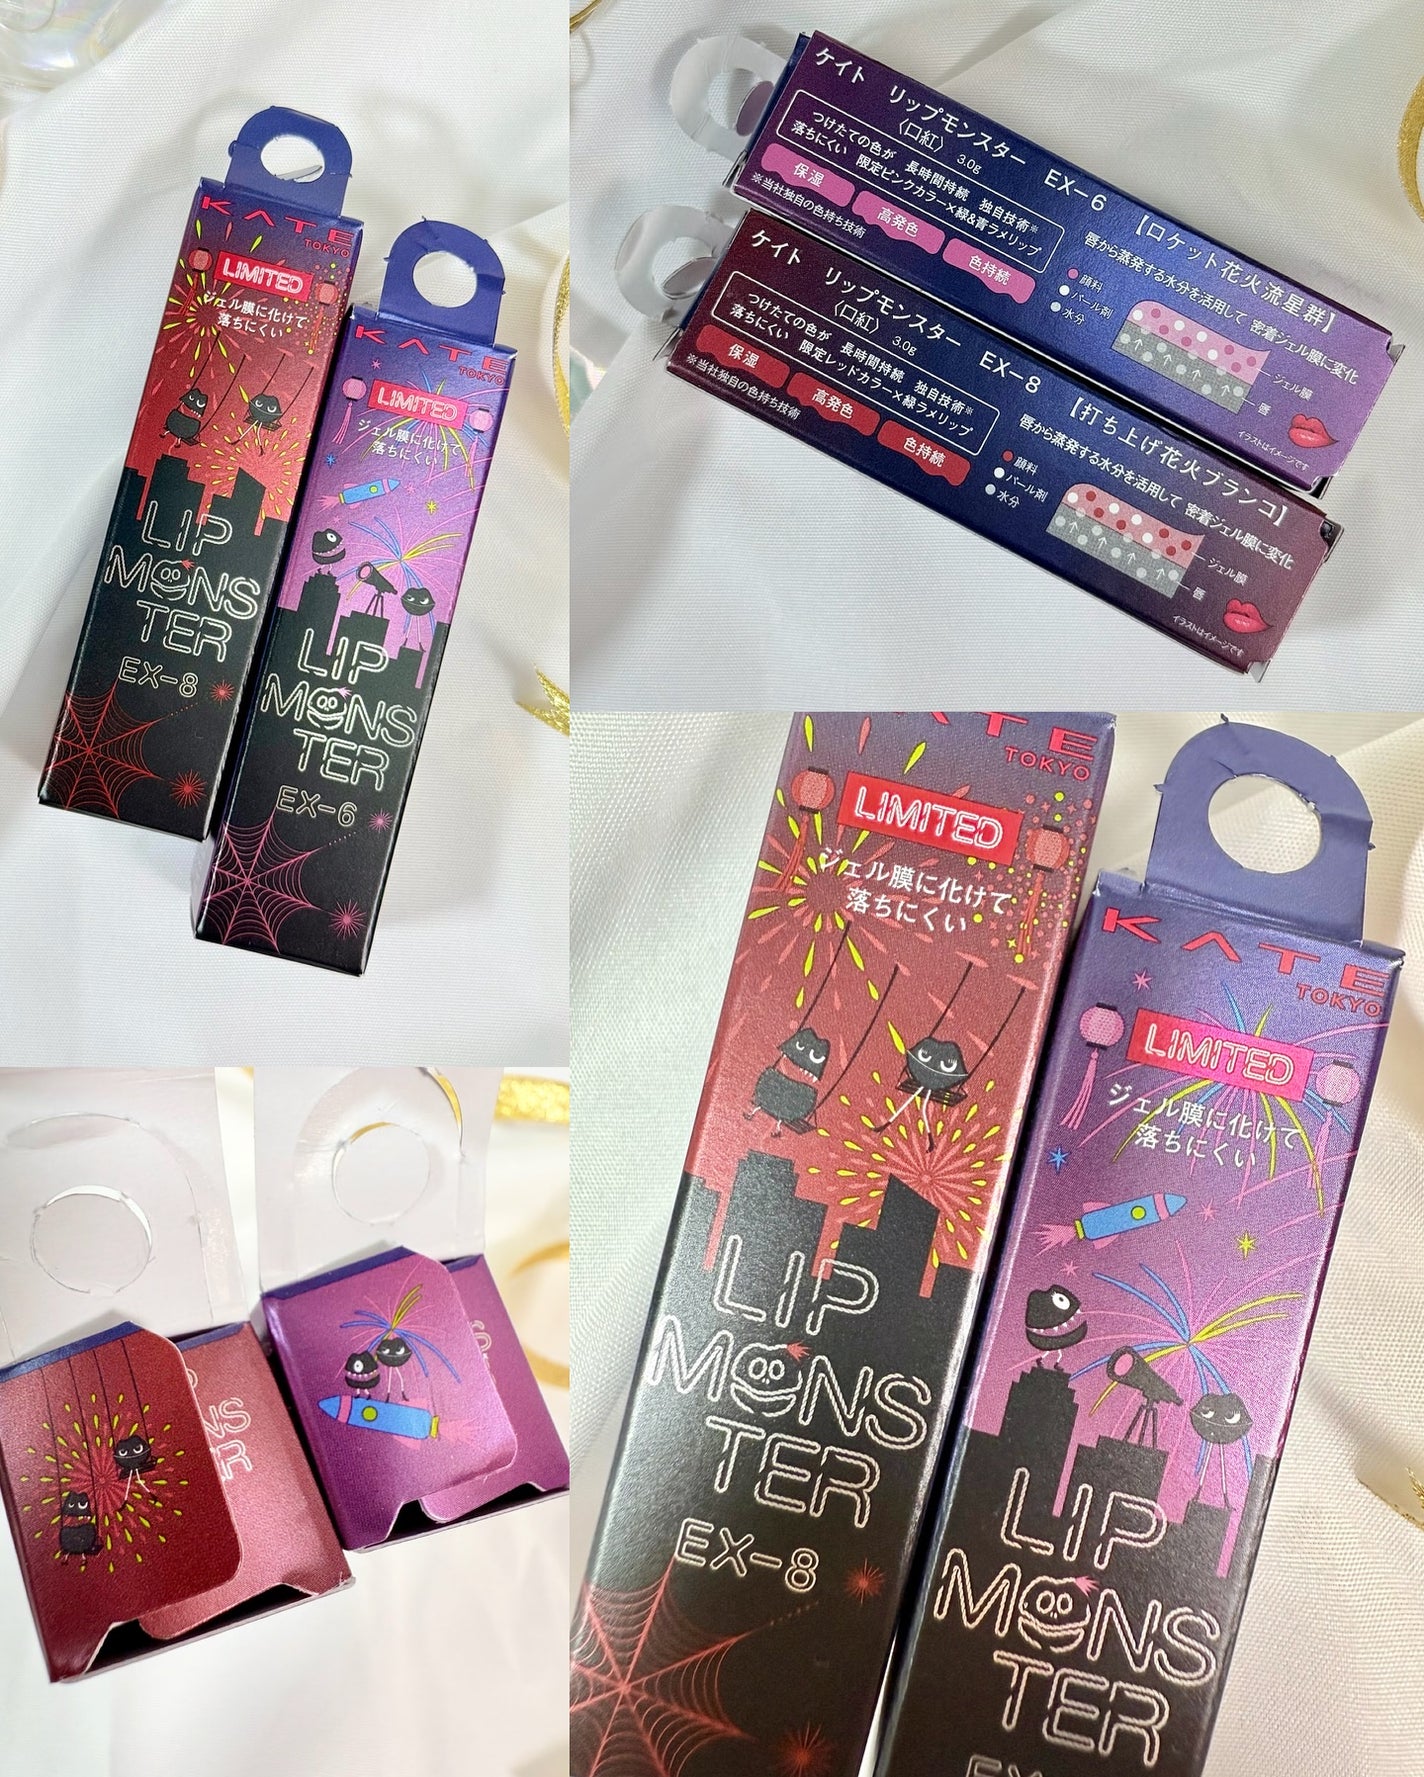 KATE
TOKYO
LIMITED
ジェル膜に化けて
落ちにくい
LIP
MONS
TER
EX-8
KATE
TOKYO
LIMITED
ジェル膜に化けて
落ちにくい
LIP
MONS
TER
EX-6
ケイト リップモンスター EX-6 【ロケット花火流星群】
〈口紅〉 3.0g
つけたての色が 長時間持続 独自技術※
落ちにくい 限定ピンクカラー×緑&青ラメリップ
保湿 高発色 色持続
※当社独自の色持ち技術
唇から蒸発する水分を活用して 密着ジェル膜に変化
顔料
パール剤
水分
ジェル膜
唇
イラストはイメージです
ケイト リップモンスター EX-8 【打ち上げ花火ブランコ】
〈口紅〉 3.0g
つけたての色が 長時間持続 独自技術※
落ちにくい 限定レッドカラー×緑ラメリップ
保湿 高発色 色持続
※当社独自の色持ち技術
唇から蒸発する水分を活用して 密着ジェル膜に変化
顔料
パール剤
水分
ジェル膜
唇
イラストはイメージです
NS
ER
KATE
TOKYO
LIMITED
ジェル膜に化けて
落ちにくい
LIP
MONS
TER
EX-8
KATE
TOKYO
LIMITED
ジェル膜に化けて
落ちにくい
LIP
MONS
TER